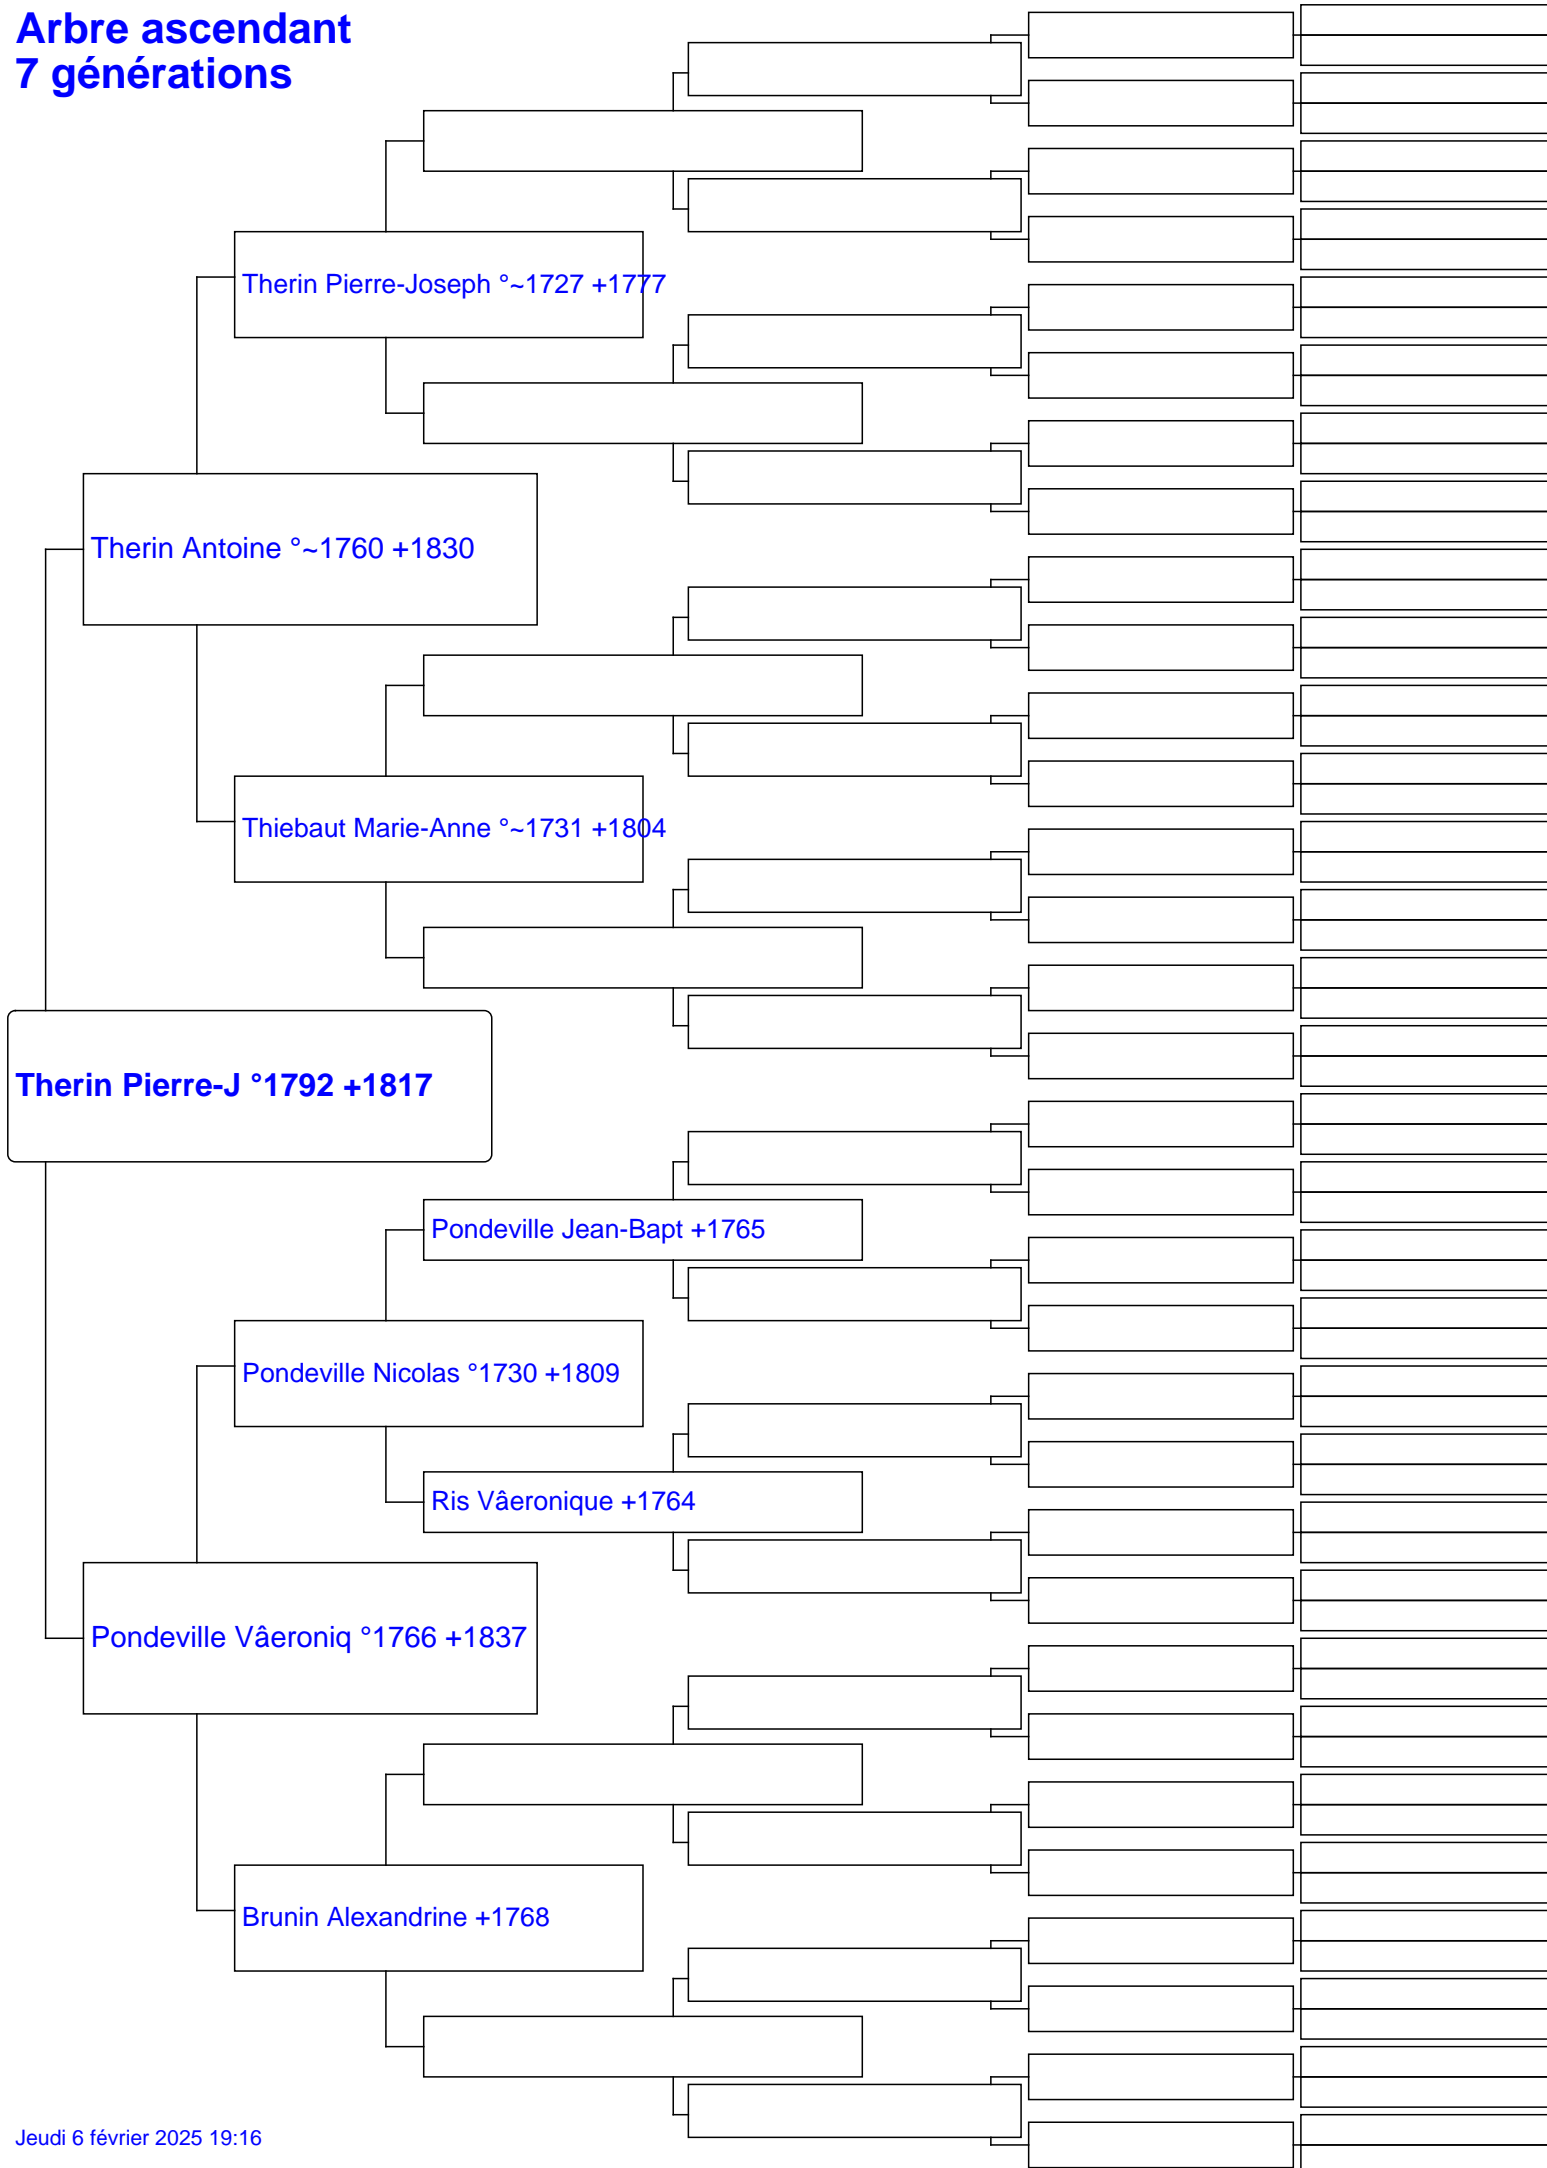 Arbre ascendant
7 générations
Therin Pierre-Joseph °~1727 +1777
Therin Antoine °~1760 +1830
Thiebaut Marie-Anne °~1731 +1804
Therin Pierre-J °1792 +1817
Pondeville Jean-Bapt +1765
Pondeville Nicolas °1730 +1809
Ris Vâeronique +1764
Pondeville Vâeroniq °1766 +1837
Brunin Alexandrine +1768
Jeudi 6 février 2025 19:16